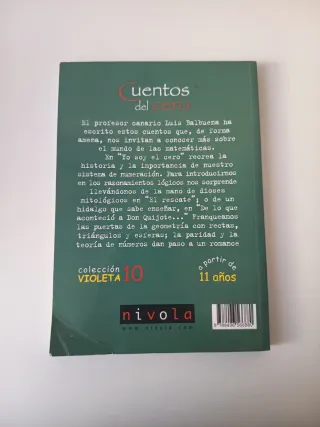 Cuentos
del cero
El profesor canario Luis Balbuena ha
escrito estos cuentos que, de forma
amena, nos invitan a conocer más sobre
el mundo de las matemáticas.
En "Yo soy el cero" recrea la
historia y la importancia de nuestro
sistema de numeración. Para introducirnos
en los razonamientos lógicos nos sorprende
llevándonos de la mano de dioses
mitológicos en "El rescate", o de un
hidalgo que sabe enseñar, en "De lo que
aconteció a Don Quijote..." Franqueamos
las puertas de la geometría con rectas,
triángulos y esferas; la paridad y la
teoría de números dan paso a un romance
colección
VIOLETA 10
a partir de
11 años
nivola
www.nivola.com